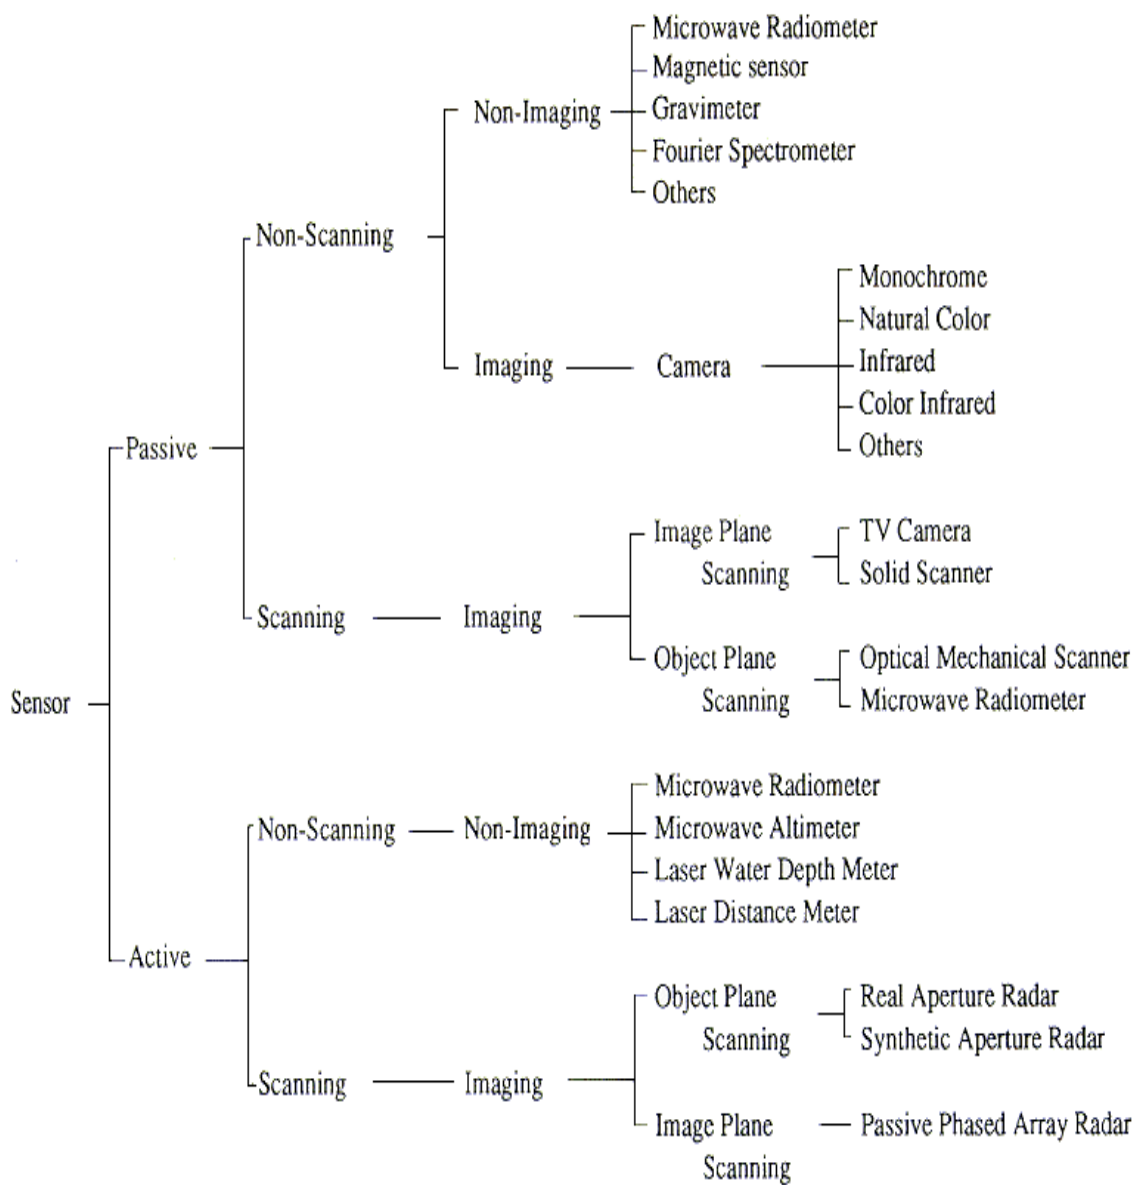 Microwave Radiometer
Magnetic sensor
Non-Imaging
Gravimeter
Fourier Spectrometer
Others
Non-Scanning
Monochrome
Natural Color
Imaging
Camera
Infrared
Color Infrared
Others
Passive
Image Plane
Scanning
TV Camera
Solid Scanner
Scanning
Imaging
Object Plane
Scanning
Optical Mechanical Scanner
Microwave Radiometer
Sensor
Microwave Radiometer
Non-Scanning
Non-Imaging
Microwave Altimeter
Laser Water Depth Meter
Laser Distance Meter
Active
Object Plane
Scanning
Real Aperture Radar
Synthetic Aperture Radar
Scanning
Imaging
Image Plane
Scanning
Passive Phased Array Radar